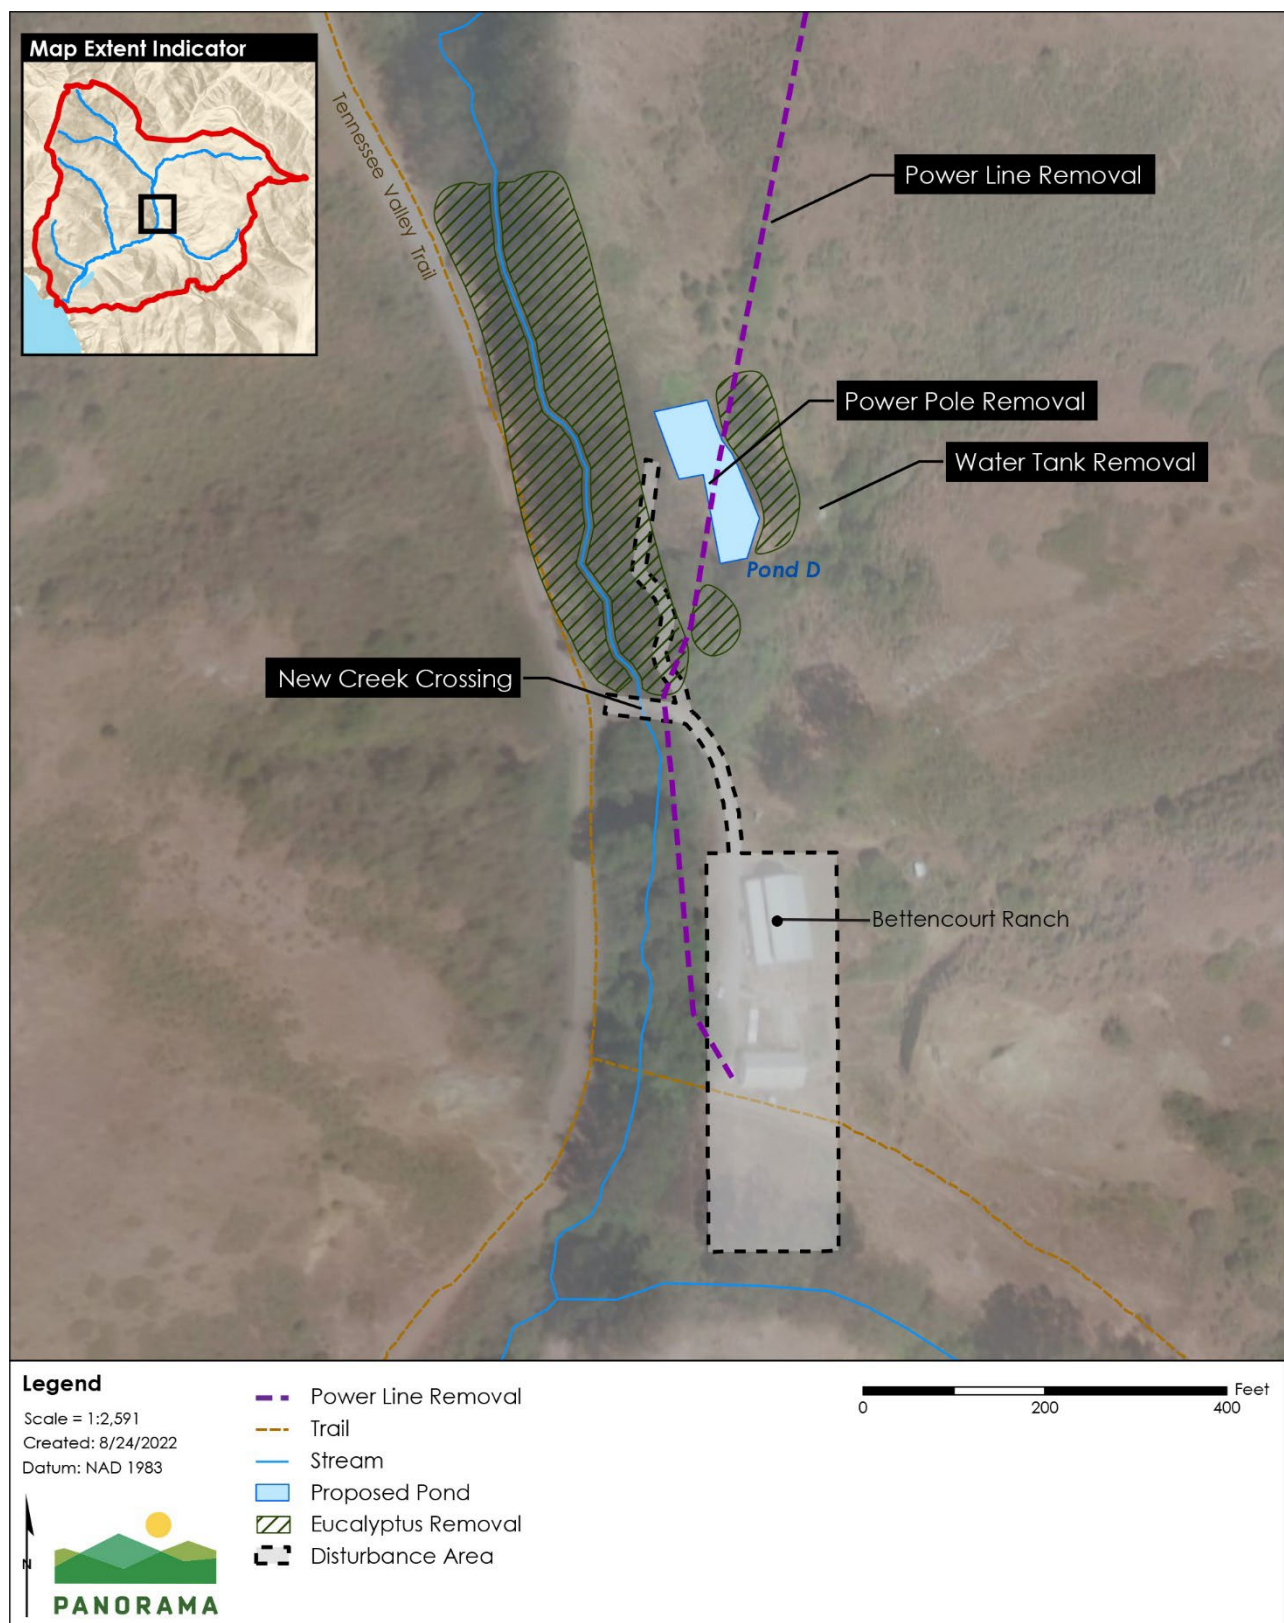 Map Extent Indicator
Tennessee Valley Trail
Power Line Removal
Power Pole Removal
Water Tank Removal
Pond D
New Creek Crossing
Bettencourt Ranch
Legend
Scale = 1:2,591
Created: 8/24/2022
Datum: NAD 1983
N
PANORAMA
Power Line Removal
Trail
Stream
Proposed Pond
Eucalyptus Removal
Disturbance Area
Feet
0 200 400